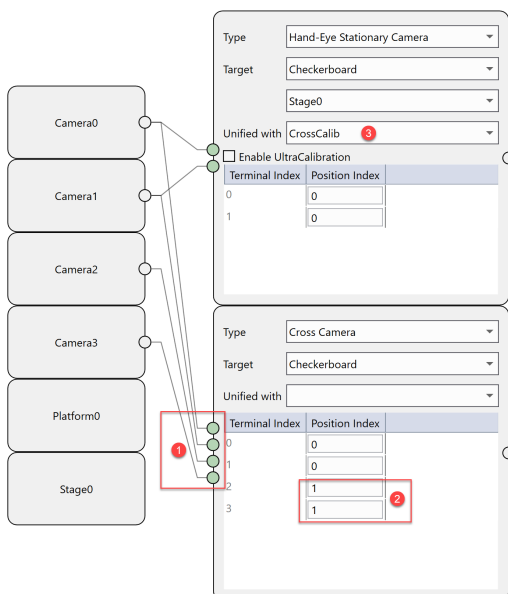 Camera0
Camera1
Camera2
Camera3
Platform0
Stage0
Type Hand-Eye Stationary Camera
Target Checkerboard
Stage0
Unified with CrossCalib 3
Enable UltraCalibration
Terminal Index Position Index
0 0
1 0
Type Cross Camera
Target Checkerboard
Unified with
Terminal Index Position Index
0 0
1 0
2 1
3 1
1
2